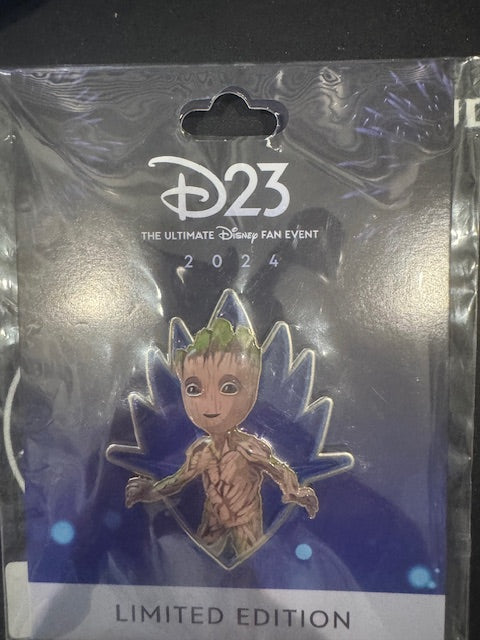 D23
THE ULTIMATE Disney FAN EVENT
2024
LIMITED EDITION